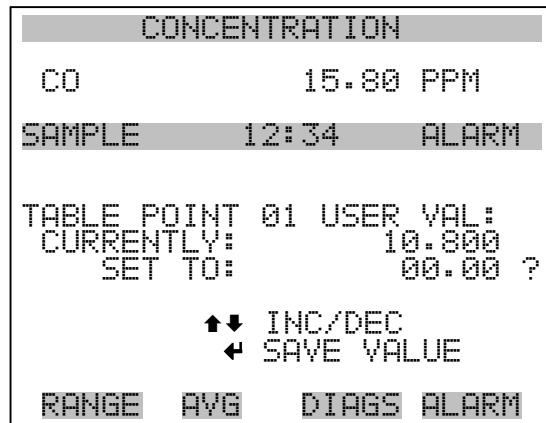 CONCENTRATION
CO 15.80 PPM
SAMPLE 12:34 ALARM
TABLE POINT 01 USER VAL:
CURRENTLY: 10.800
SET TO: 00.00 ?
INC/DEC
SAVE VALUE
RANGE AVG DIAGS ALARM